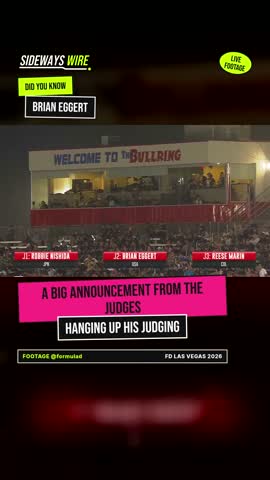 SIDEWAYS WIRE.
LIVE
FOOTAGE
DID YOU KNOW
BRIAN EGGERT
WELCOME TO THE BULLRING
J1: ROBBIE NISHIDA
JPN
J2: BRIAN EGGERT
USA
J3: REESE MARIN
COL
A BIG ANNOUNCEMENT FROM THE
JUDGES
HANGING UP HIS JUDGING
FOOTAGE @formulad
FD LAS VEGAS 2026